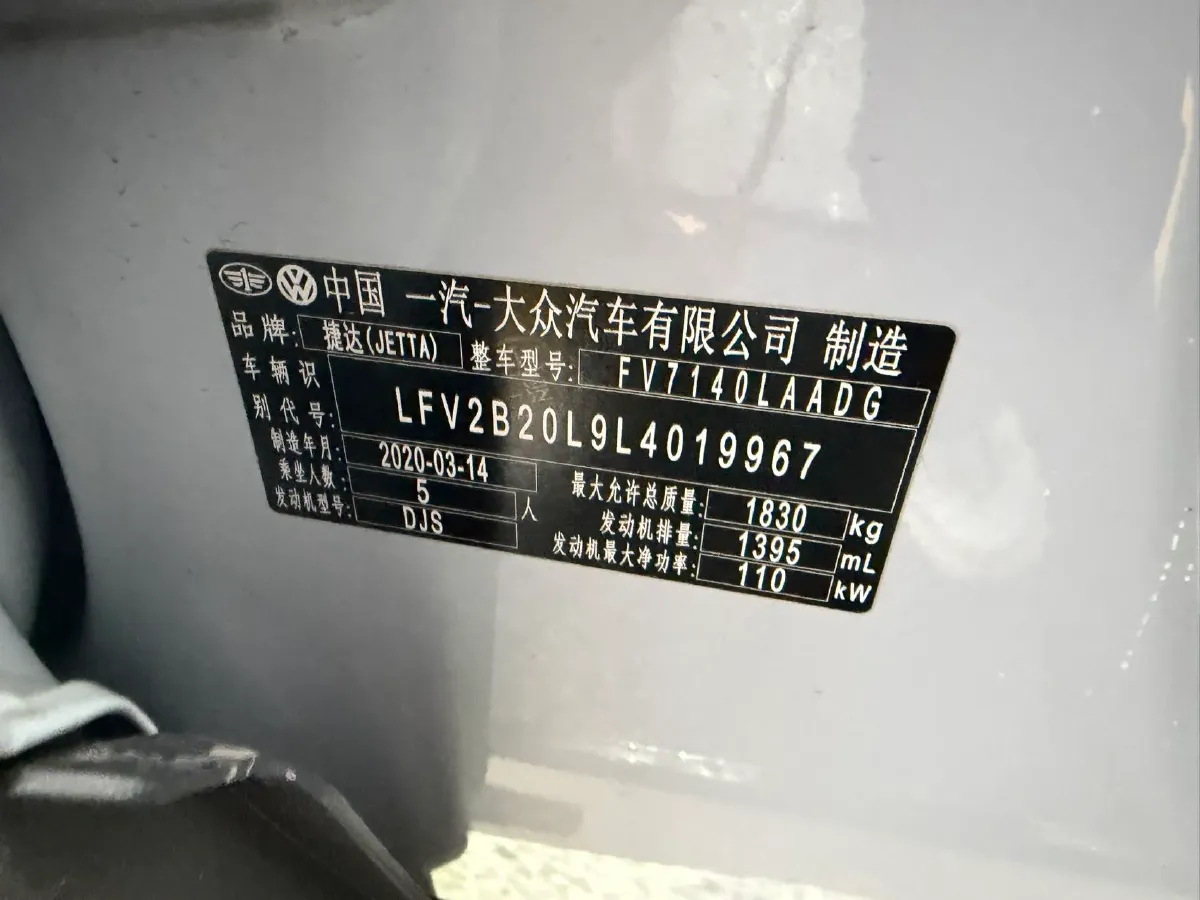 中国 一汽-大众汽车有限公司 制造
品牌: 捷达(JETTA) 整车型号: FV7140LAADG
车辆识别代号: LFV2B20L9L4019967
制造年月: 2020-03-14
乘坐人数: 5 人
发动机型号: DJS
最大允许总质量: 1830 kg
发动机排量: 1395 mL
发动机最大净功率: 110 kW